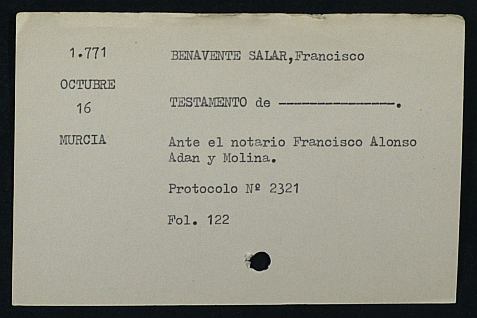 1.771
BENAVENTE SALAR,Francisco
OCTUBRE
16
TESTAMENTO de ---------------.
MURCIA
Ante el notario Francisco Alonso
Adan y Molina.
Protocolo Nº 2321
Fol. 122